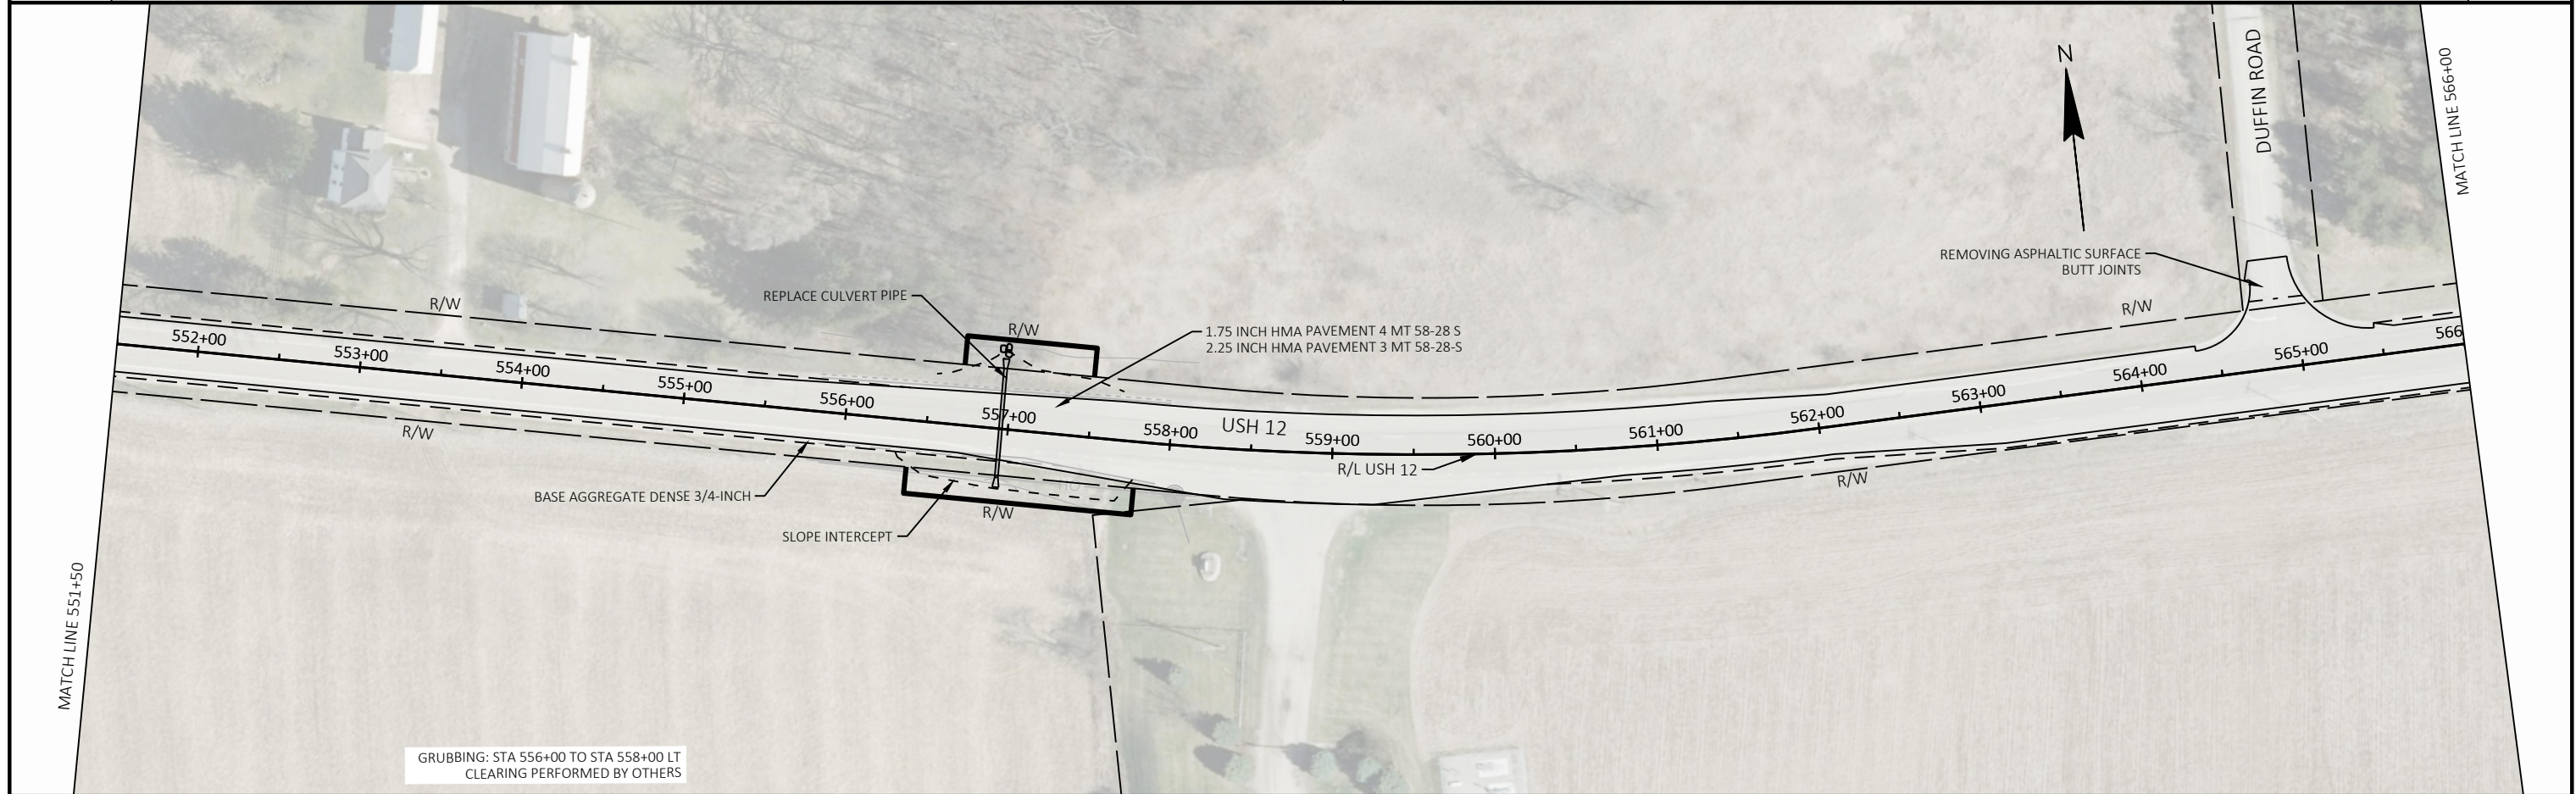 N
DUFFIN ROAD
MATCH LINE 566+00
REMOVING ASPHALTIC SURFACE
BUTT JOINTS
REPLACE CULVERT PIPE
R/W
R/W
R/W
1.75 INCH HMA PAVEMENT 4 MT 58-28 S
2.25 INCH HMA PAVEMENT 3 MT 58-28-S
552+00
553+00
554+00
555+00
556+00
557+00
558+00
USH 12
559+00
560+00
561+00
562+00
563+00
564+00
565+00
566
R/L USH 12
R/W
R/W
BASE AGGREGATE DENSE 3/4-INCH
R/W
SLOPE INTERCEPT
MATCH LINE 551+50
GRUBBING: STA 556+00 TO STA 558+00 LT
CLEARING PERFORMED BY OTHERS